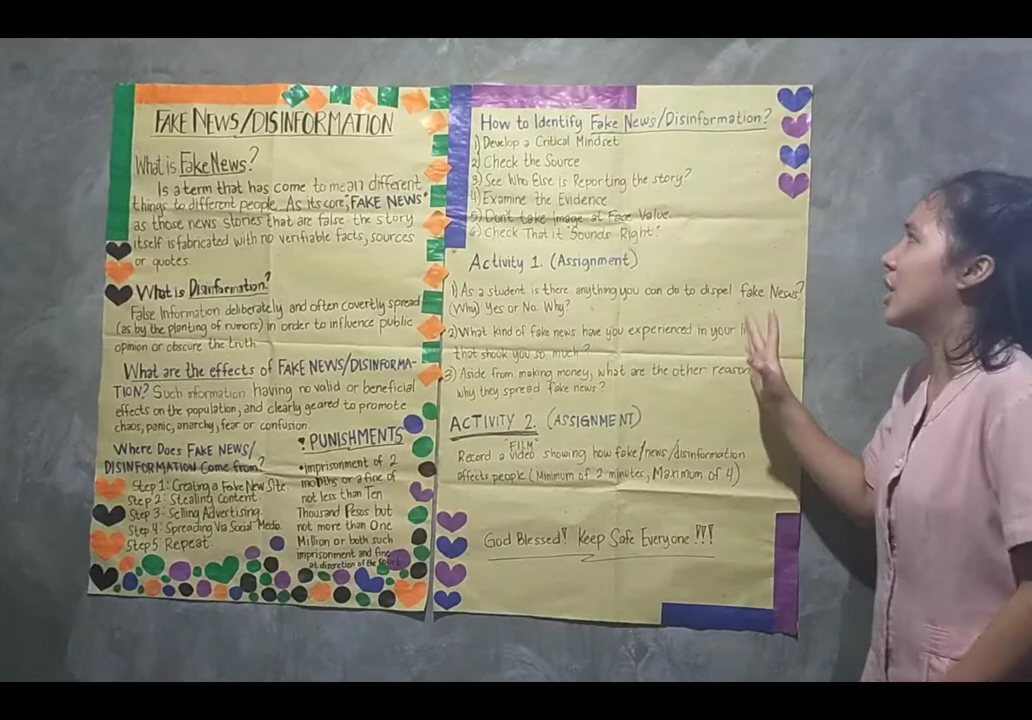 FAKE NEWS/DISINFORMATION
What is Fake News?
Is a term that has come to mean different
things to different people. As its core, FAKE NEWS"
as those news stories that are false: the story
itself is fabricated with no verifiable facts, sources
or quotes.
What is Disinformation?
False Information deliberately and often covertly spread
(as by the planting of rumors) in order to influence public
opinion or obscure the truth.
What are the effects of FAKE NEWS/DISINFORMA-
TION? Such information having no valid or beneficial
effects on the population, and clearly geared to promote
chaos, panic, anarchy, fear or confusion.
Where Does FAKE NEWS/
DISINFORMATION Come from?
Step 1: Creating a Fake New Site.
Step 2: Stealing Content.
Step 3: Selling Advertising.
Step 4: Spreading Via Social Media.
Step 5: Repeat.
PUNISHMENTS
• Imprisonment of 2
months or a fine of
not less than Ten
Thousand Pesos but
not more than One
Million or both such
imprisonment and fine
at discretion of the court.
How to Identify Fake News/Disinformation?
1) Develop a Critical Mindset
2) Check the Source
3) See Who Else is Reporting the story?
4) Examine the Evidence
5) Don't take Image at Face Value.
6) Check That it "Sounds Right".
Activity 1. (Assignment)
1) As a student is there anything you can do to dispel fake News?
(Why) Yes or No. Why?
2) What kind of fake news have you experienced in your
that shook you so much?
3) Aside from making money, what are the other reason
why they spread fake news?
ACTIVITY 2. (ASSIGNMENT)
"FILM"
Record a video showing how fake/news/disinformation
affects people (Minimum of 2 minutes, Maximum of 4)
God Blessed! Keep Safe Everyone!!!